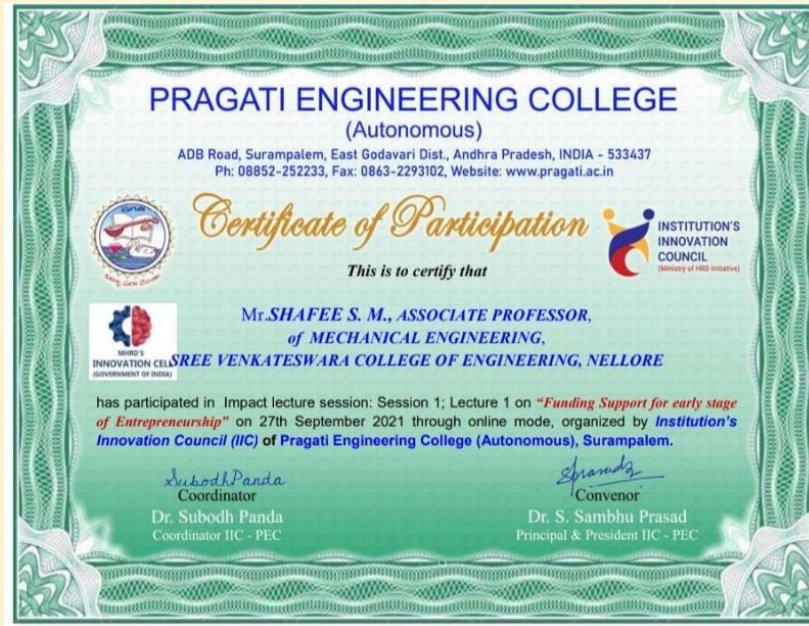 PRAGATI ENGINEERING COLLEGE
(Autonomous)
ADB Road, Surampalem, East Godavari Dist., Andhra Pradesh, INDIA - 533437
Ph: 08852-252233, Fax: 0863-2293102, Website: www.pragati.ac.in
Certificate of Participation
INSTITUTION'S
INNOVATION
COUNCIL
(Ministry of HRD Initiative)
This is to certify that
MHRD'S
INNOVATION CELL
(GOVERNMENT OF INDIA)
Mr.SHAFEE S. M., ASSOCIATE PROFESSOR,
of MECHANICAL ENGINEERING,
SREE VENKATESWARA COLLEGE OF ENGINEERING, NELLORE
has participated in Impact lecture session: Session 1; Lecture 1 on "Funding Support for early stage
of Entrepreneurship" on 27th September 2021 through online mode, organized by Institution's
Innovation Council (IIC) of Pragati Engineering College (Autonomous), Surampalem.
Subodh Panda
Coordinator
Dr. Subodh Panda
Coordinator IIC - PEC
Convenor
Dr. S. Sambhu Prasad
Principal & President IIC - PEC